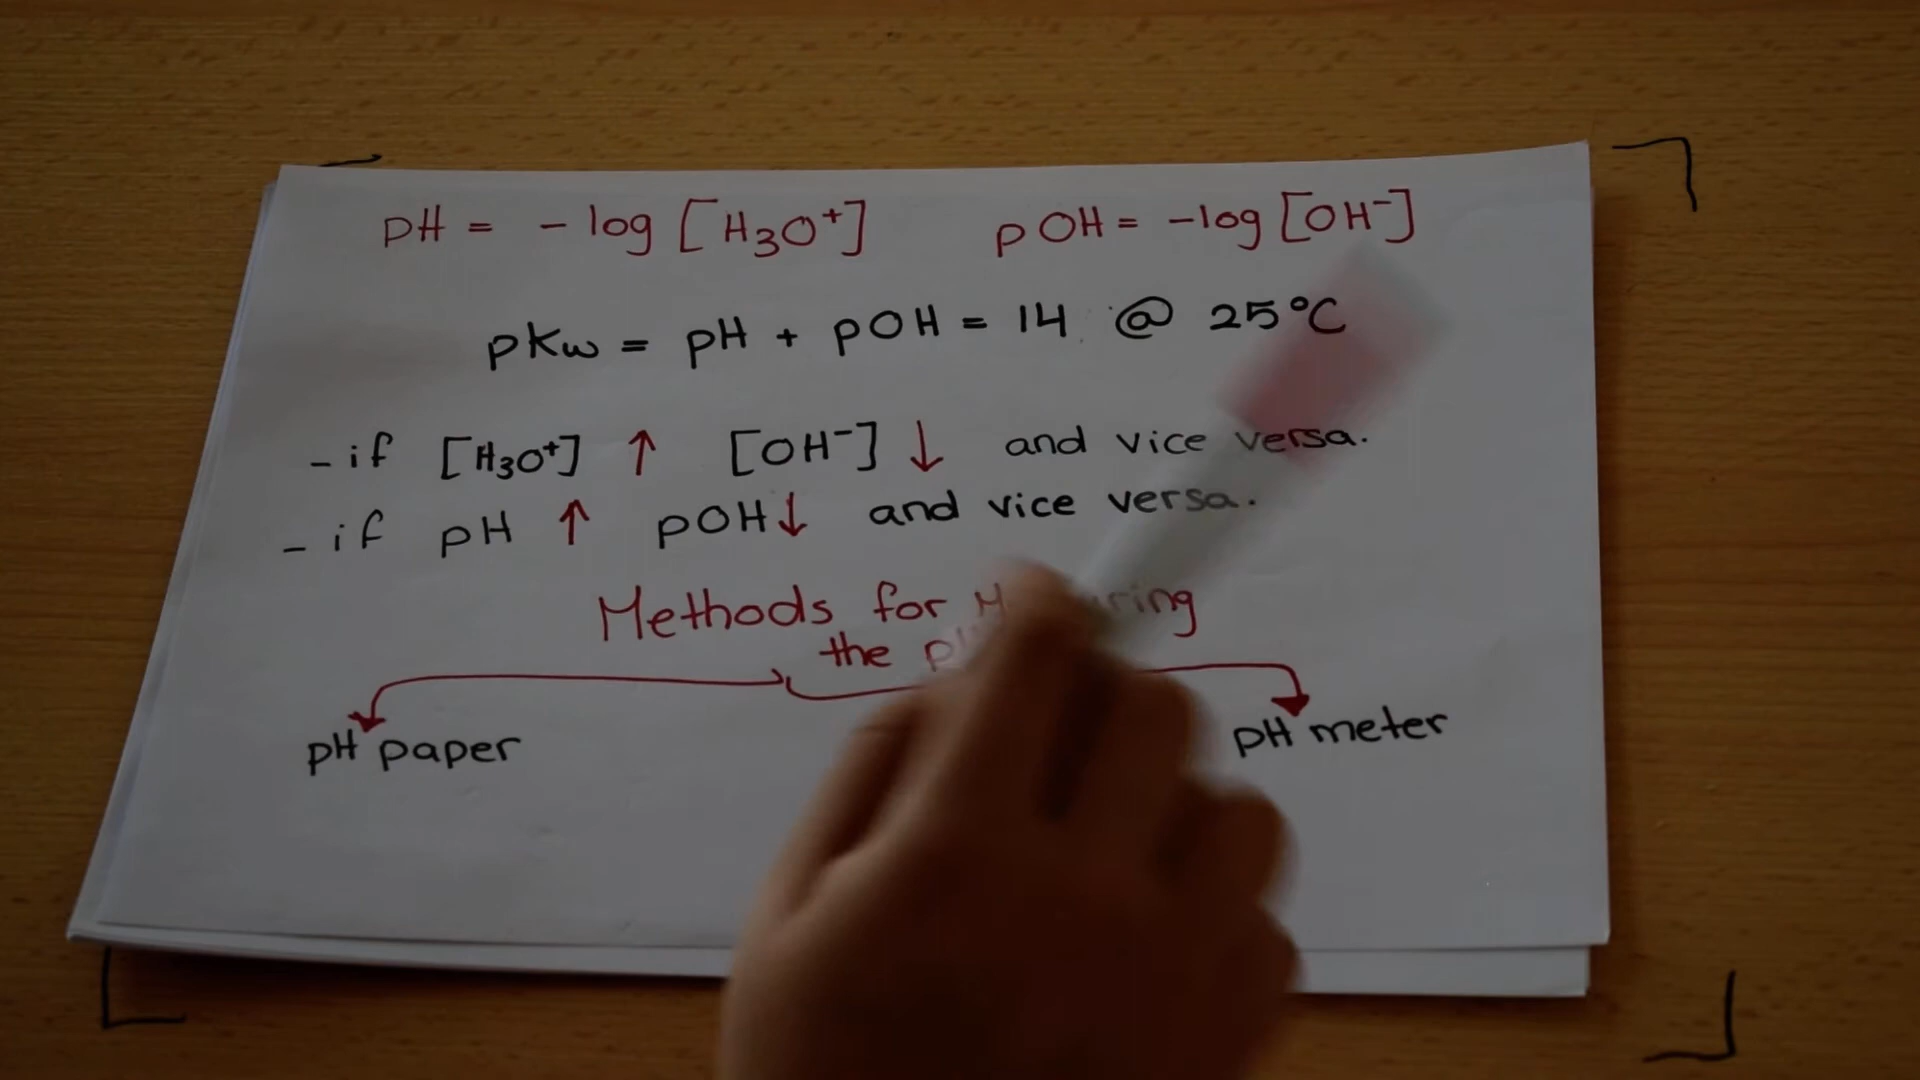 pH = - log [H3O+] pOH = -log [OH-]
pKw = pH + pOH = 14 @ 25°C
- if [H3O+] ↑ [OH-] ↓ and vice versa.
- if pH ↑ pOH ↓ and vice versa.
Methods for
the
pH paper pH meter